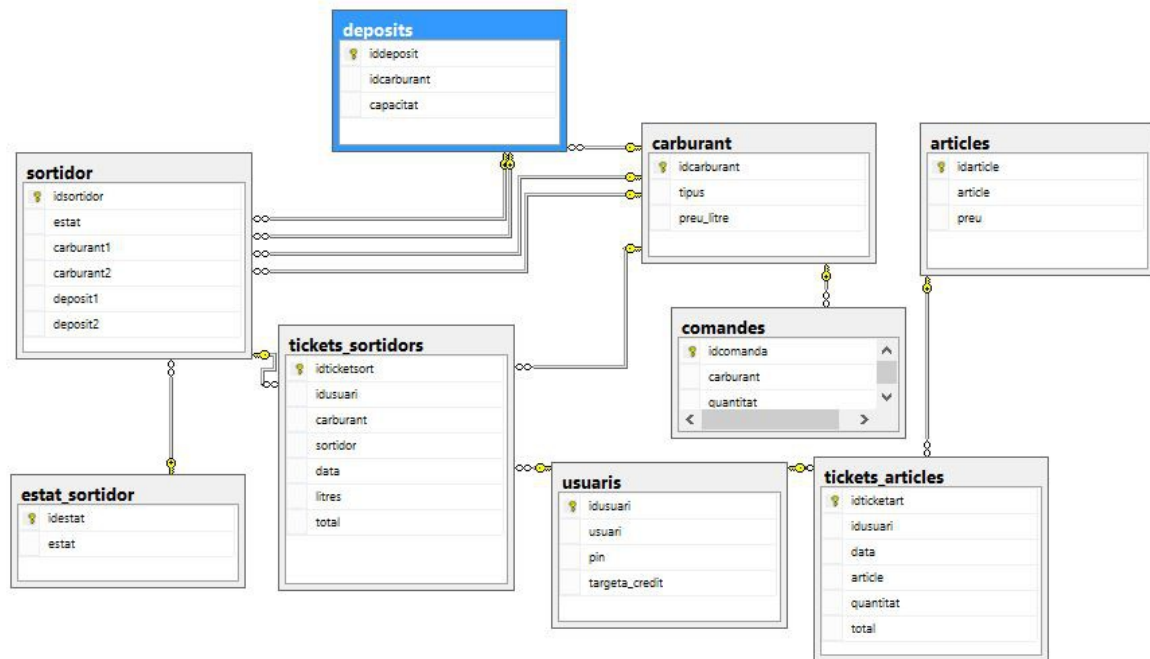 deposits
iddeposit
idcarburant
capacitat
sortidor
idsortidor
estat
carburant1
carburant2
deposit1
deposit2
carburant
idcarburant
tipus
preu_litre
articles
idarticle
article
preu
tickets_sortidors
idticketsort
idusuari
carburant
sortidor
data
litres
total
comandes
idcomanda
carburant
quantitat
estat_sortidor
idestat
estat
usuaris
idusuari
usuari
pin
targeta_credit
tickets_articles
idticketart
idusuari
data
article
quantitat
total